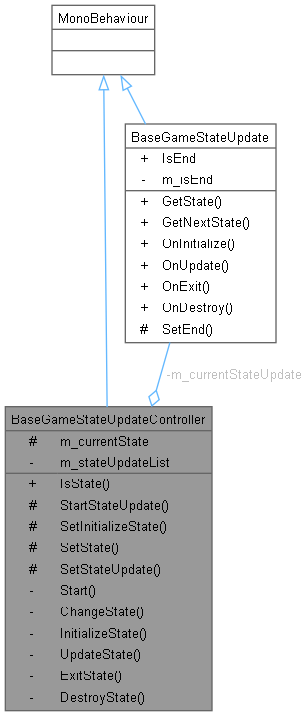 MonoBehaviour
BaseGameStateUpdate
+ IsEnd
- m_isEnd
+ GetState()
+ GetNextState()
+ OnInitialize()
+ OnUpdate()
+ OnExit()
+ OnDestroy()
# SetEnd()
-m_currentStateUpdate
BaseGameStateUpdateController
# m_currentState
- m_stateUpdateList
+ IsState()
# StartStateUpdate()
# SetInitializeState()
# SetState()
# SetStateUpdate()
- Start()
- ChangeState()
- InitializeState()
- UpdateState()
- ExitState()
- DestroyState()